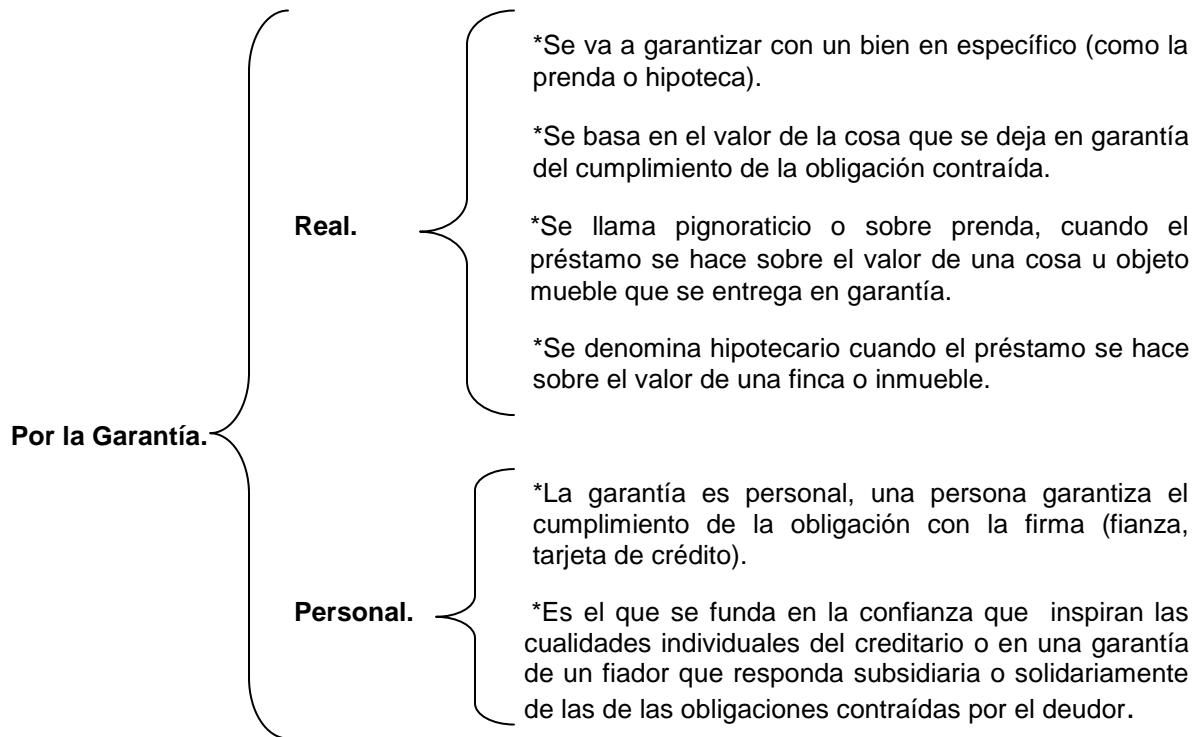 *Se va a garantizar con un bien en específico (como la
prenda o hipoteca).
*Se basa en el valor de la cosa que se deja en garantía
del cumplimiento de la obligación contraída.
Real.
*Se llama pignoraticio o sobre prenda, cuando el
préstamo se hace sobre el valor de una cosa u objeto
mueble que se entrega en garantía.
*Se denomina hipotecario cuando el préstamo se hace
sobre el valor de una finca o inmueble.
Por la Garantía.
*La garantía es personal, una persona garantiza el
cumplimiento de la obligación con la firma (fianza,
tarjeta de crédito).
Personal.
*Es el que se funda en la confianza que inspiran las
cualidades individuales del creditario o en una garantía
de un fiador que responda subsidiaria o solidariamente
de las de las obligaciones contraídas por el deudor.